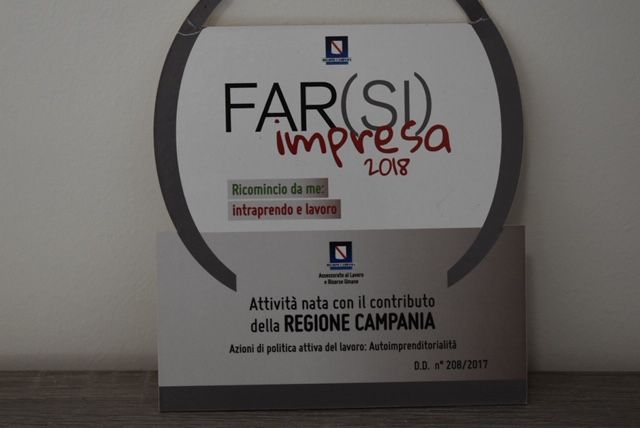 FAR(SI)
impresa
2018
Ricomincio da me:
intraprendo e lavoro
Assessorato al Lavoro
e Risorse Umane
Attività nata con il contributo
della REGIONE CAMPANIA
Azioni di politica attiva del lavoro: Autoimprenditorialità
D.D. n° 208/2017